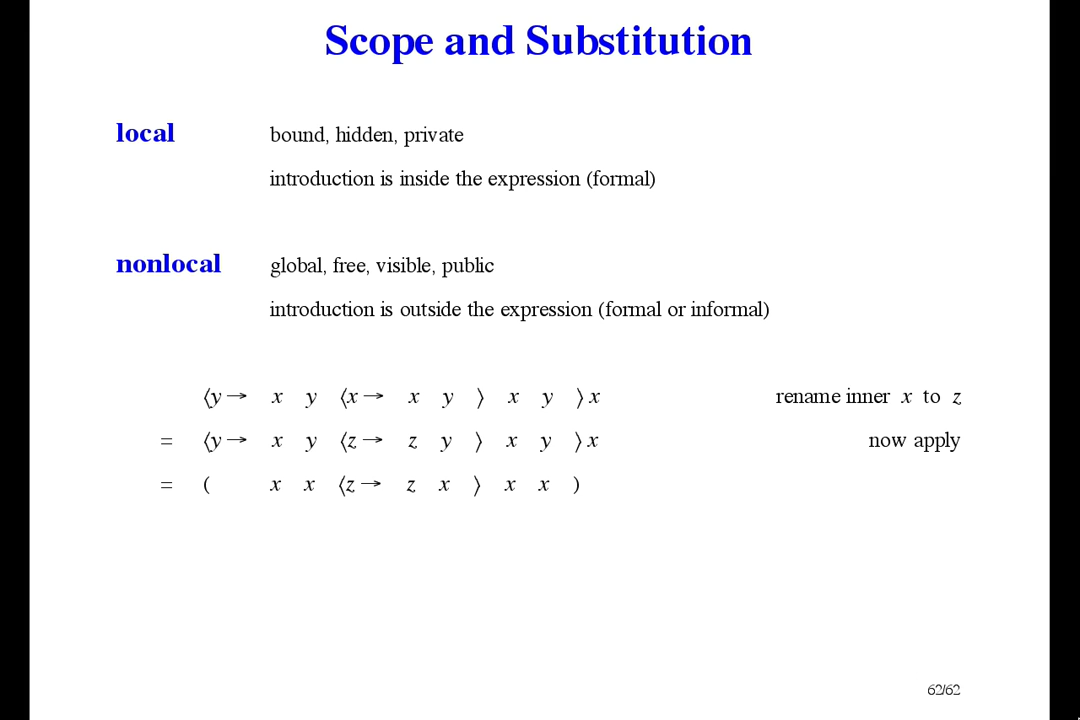 Scope and Substitution
local bound, hidden, private
introduction is inside the expression (formal)
nonlocal global, free, visible, public
introduction is outside the expression (formal or informal)
⟨y→ x y ⟨x→ x y ⟩ x y ⟩ x rename inner x to z
= ⟨y→ x y ⟨z→ z y ⟩ x y ⟩ x now apply
= ( x x ⟨z→ z x ⟩ x x )
62/62